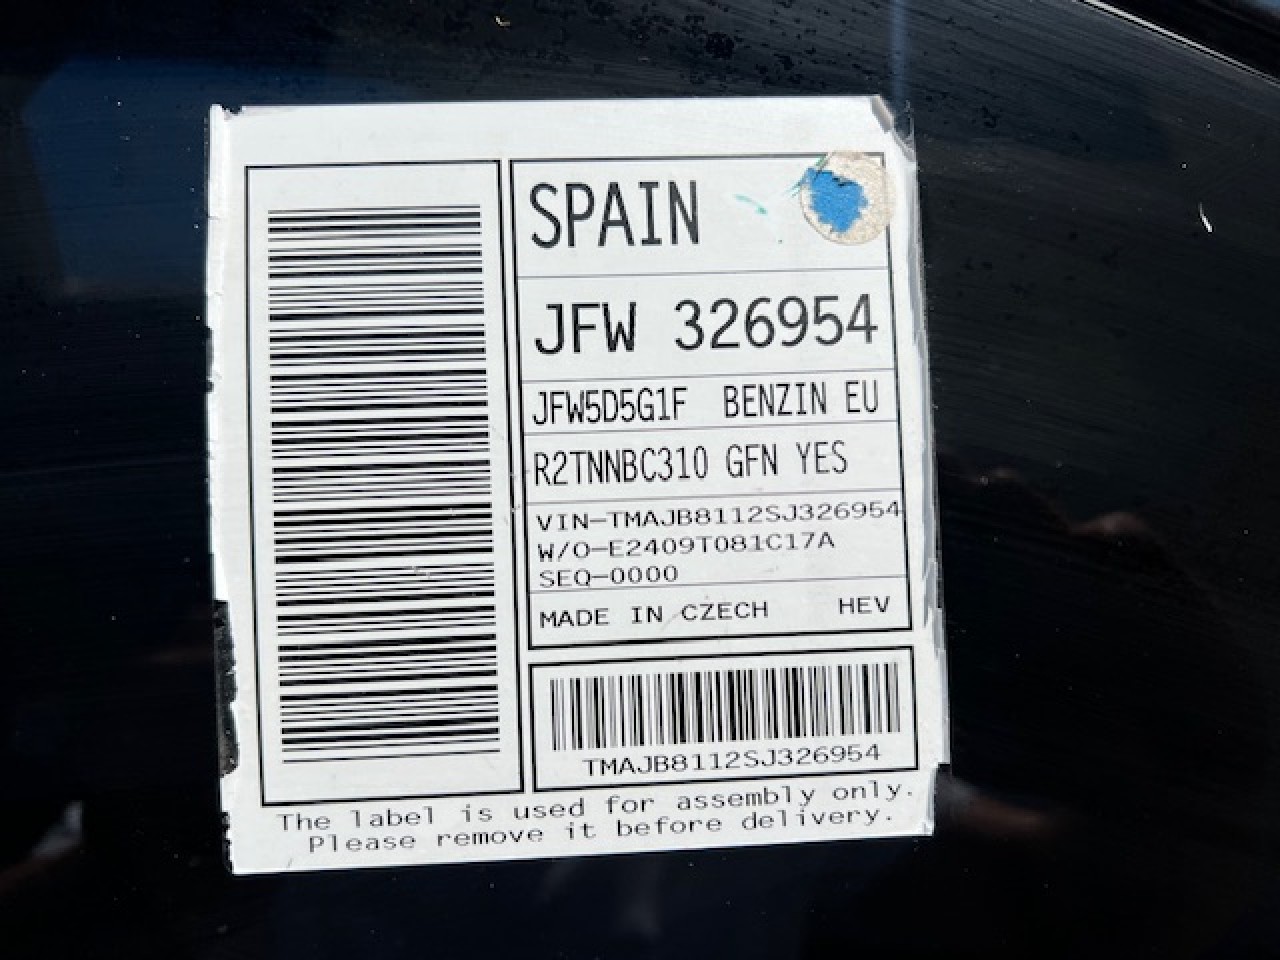 SPAIN
JFW 326954
JFW5D5G1F BENZIN EU
R2TNNBC310 GFN YES
VIN-TMAJB8112SJ326954
W/O-E2409T081C17A
SEQ-0000
MADE IN CZECH HEV
TMAJB8112SJ326954
The label is used for assembly only.
Please remove it before delivery.